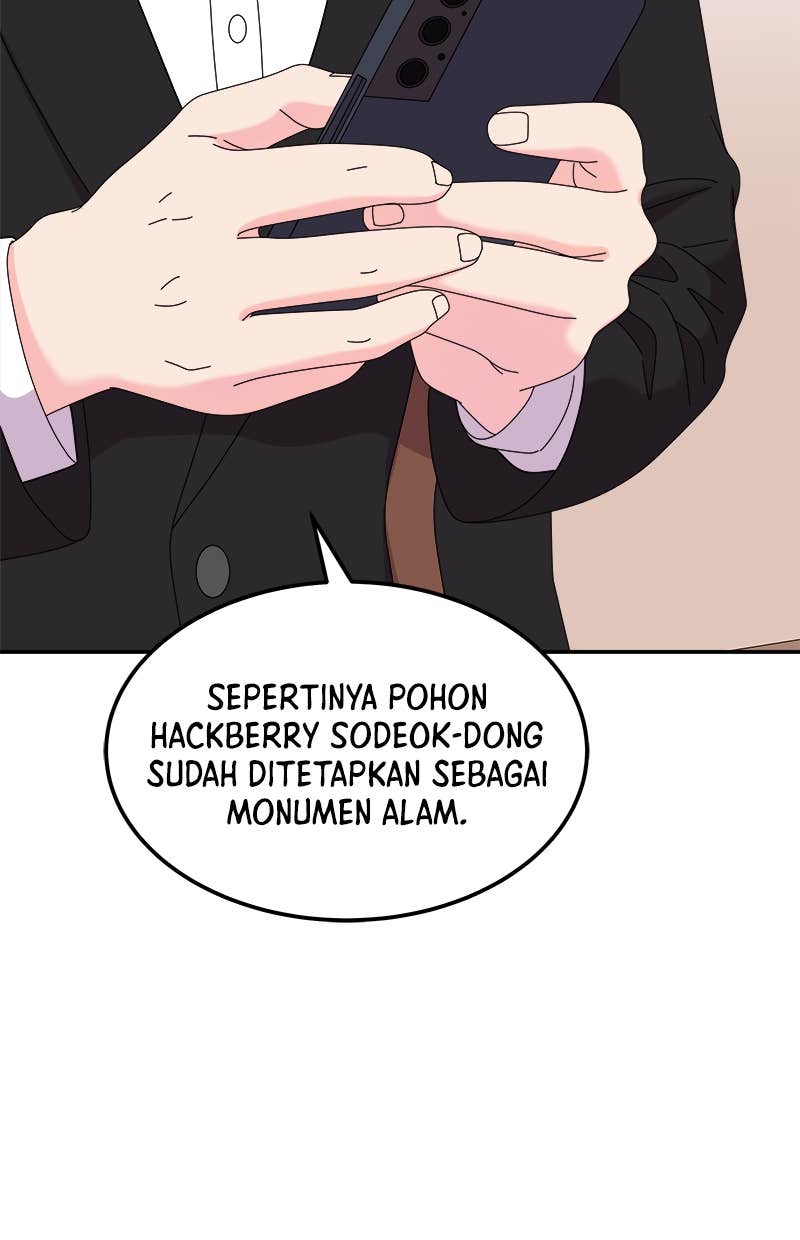 SEPERTINYA POHON
HACKBERRY SODEOK-DONG
SUDAH DITETAPKAN SEBAGAI
MONUMEN ALAM.